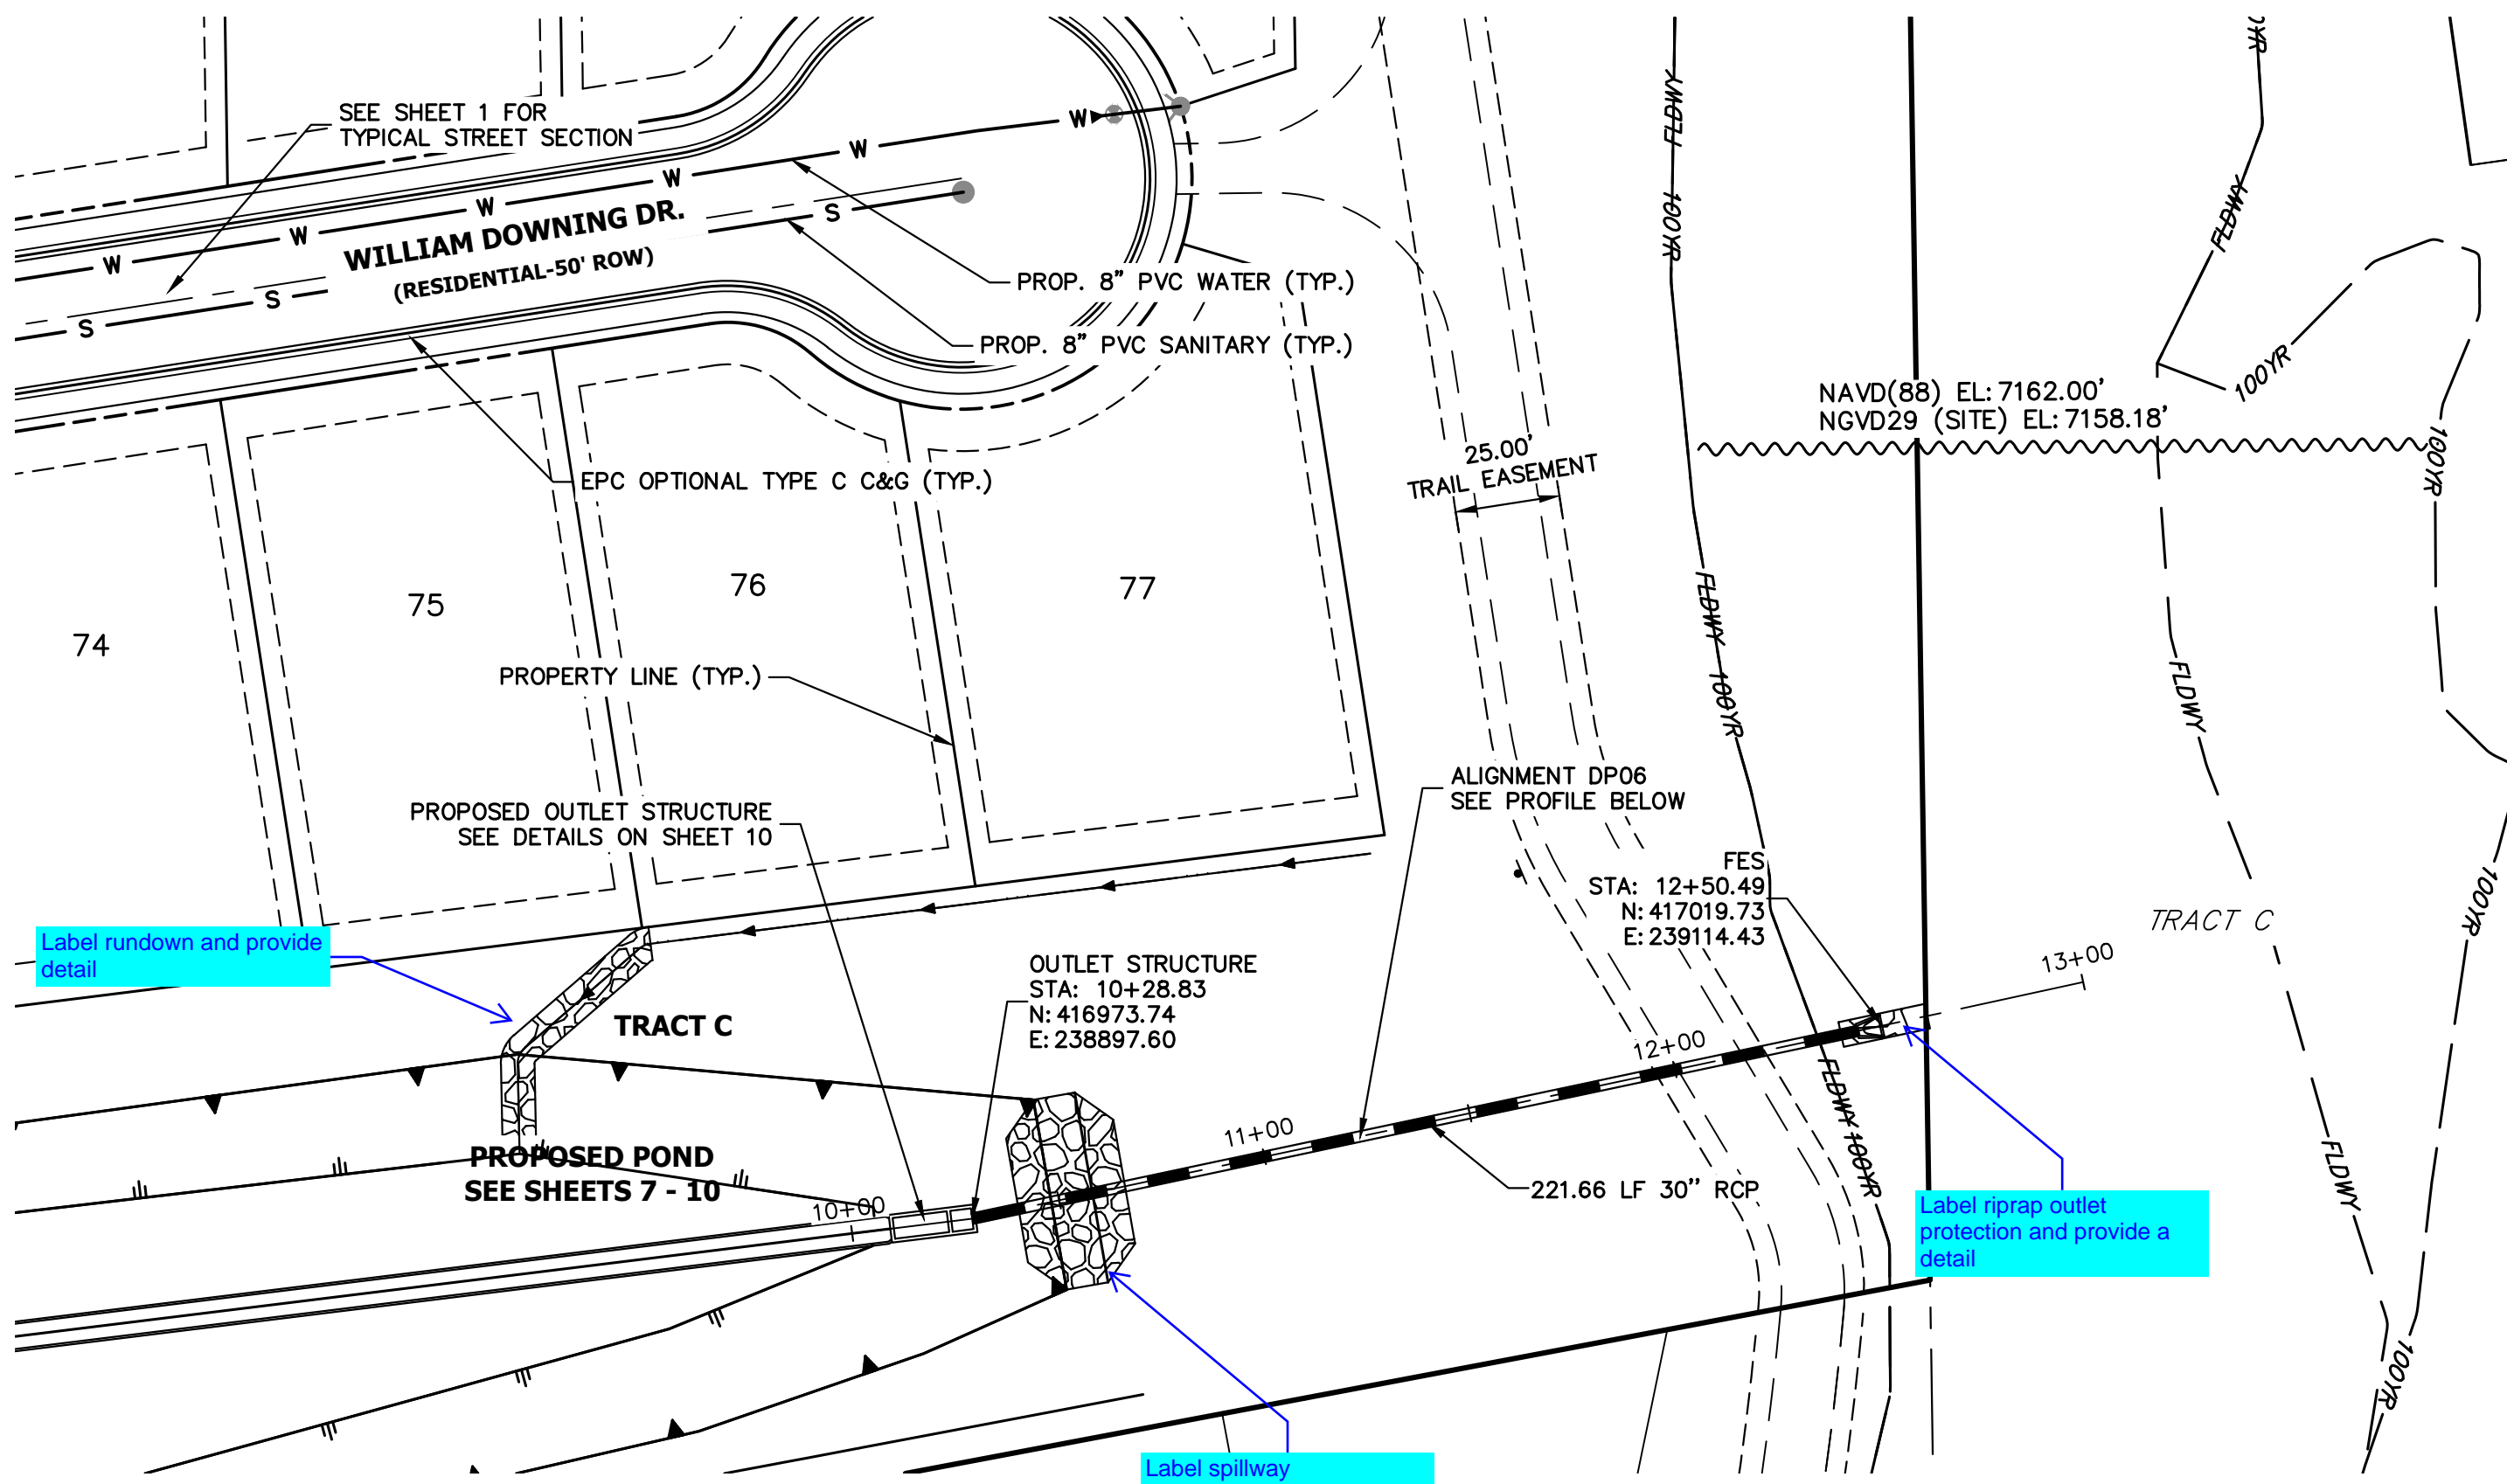 SEE SHEET 1 FOR
TYPICAL STREET SECTION
W
W
W
W
W
W
WILLIAM DOWNING DR.
(RESIDENTIAL-50' ROW)
S
S
S
PROP. 8" PVC WATER (TYP.)
PROP. 8" PVC SANITARY (TYP.)
EPC OPTIONAL TYPE C C&G (TYP.)
FLDWY
100YR
FLDWY
100YR
NAVD(88) EL: 7162.00'
NGVD29 (SITE) EL: 7158.18'
100YR
25.00'
TRAIL EASEMENT
74
75
76
77
FLDWY
100YR
FLDWY
PROPERTY LINE (TYP.)
PROPOSED OUTLET STRUCTURE
SEE DETAILS ON SHEET 10
ALIGNMENT DP06
SEE PROFILE BELOW
FES
STA: 12+50.49
N: 417019.73
E: 239114.43
TRACT C
100YR
Label rundown and provide
detail
OUTLET STRUCTURE
STA: 10+28.83
N: 416973.74
E: 238897.60
TRACT C
13+00
12+00
11+00
10+00
PROPOSED POND
SEE SHEETS 7 - 10
221.66 LF 30" RCP
FLDWY
100YR
FLDWY
100YR
Label riprap outlet
protection and provide a
detail
Label spillway